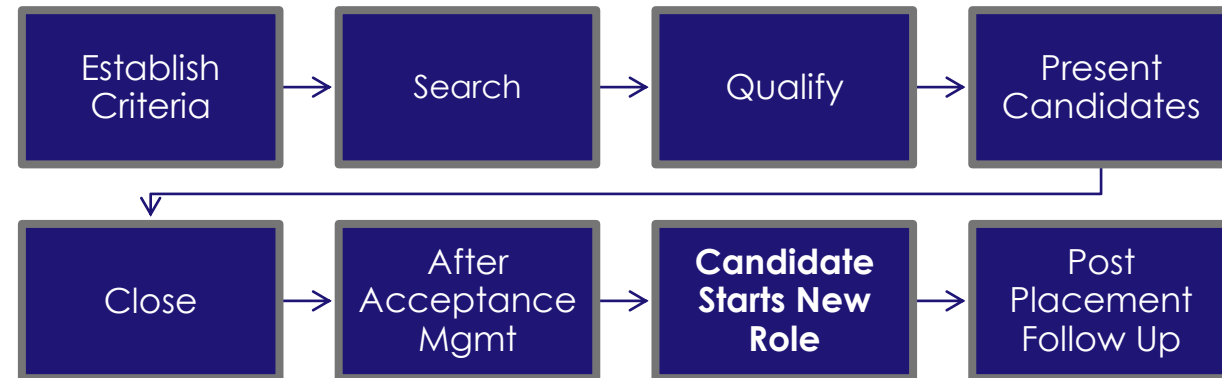 Establish
Criteria
Search
Qualify
Present
Candidates
Close
After
Acceptance
Mgmt
Candidate
Starts New
Role
Post
Placement
Follow Up